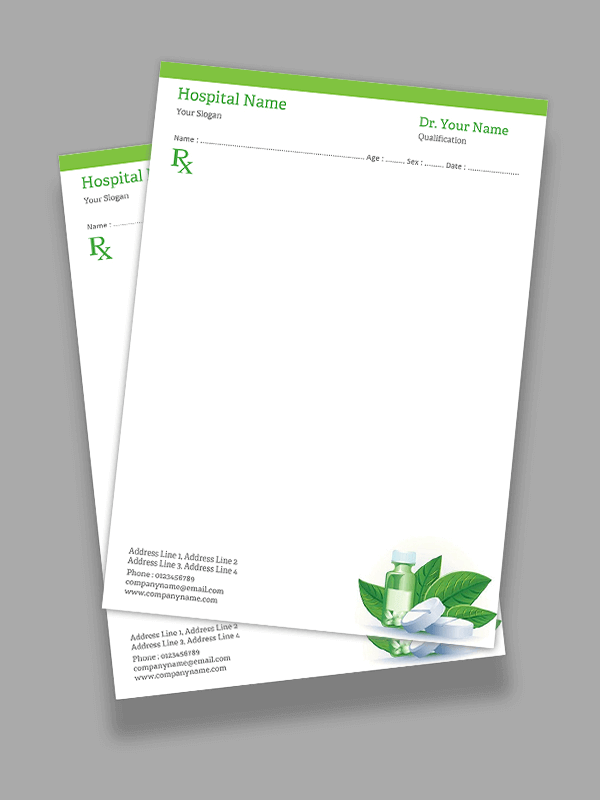 Hospital Name
Your Slogan
Dr. Your Name
Qualification
Name : ........ Age : ........ Sex : ........ Date : ........
Rx
Address Line 1, Address Line 2
Address Line 3, Address Line 4
Phone : 0123456789
companyname@email.com
www.companyname.com
Hospital
Your Slogan
Name : ........
Rx
Address Line 1, Address Line 2
Address Line 3, Address Line 4
Phone : 0123456789
companyname@email.com
www.companyname.com